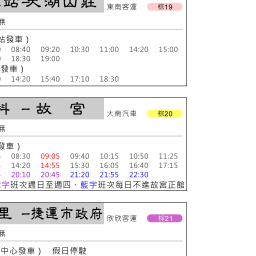 站-夾湖山莊 東南客運 棕19
無
站發車)
08:40 09:20 10:30 11:00 14:20 15:00
18:30 19:00
發車)
14:20 15:40 17:10 18:30
科 - 故 宮 大南汽車 棕20
無
發車)
08:30 09:05 09:40 10:15 10:50 11:25
14:20 14:55 15:30 16:05 16:40 17:15
20:10 20:45 21:20 21:55 22:30
字班次週日至週四、藍字班次每日不進故宮正館
里 -捷運市政府 欣欣客運 棕21
無
中心發車) 假日停駛